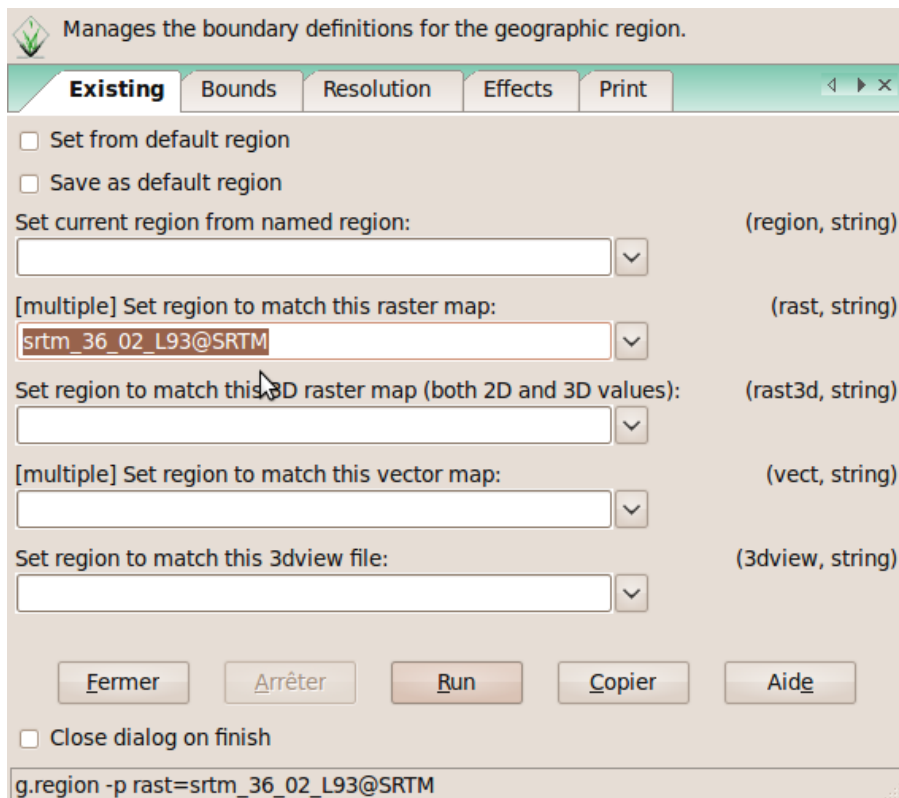 Manages the boundary definitions for the geographic region.
Existing Bounds Resolution Effects Print
Set from default region
Save as default region
Set current region from named region: (region, string)
[multiple] Set region to match this raster map: (rast, string)
srtm_36_02_L93@SRTM
Set region to match this 3D raster map (both 2D and 3D values): (rast3d, string)
[multiple] Set region to match this vector map: (vect, string)
Set region to match this 3dview file: (3dview, string)
Fermer Arrêter Run Copier Aide
Close dialog on finish
g.region -p rast=srtm_36_02_L93@SRTM